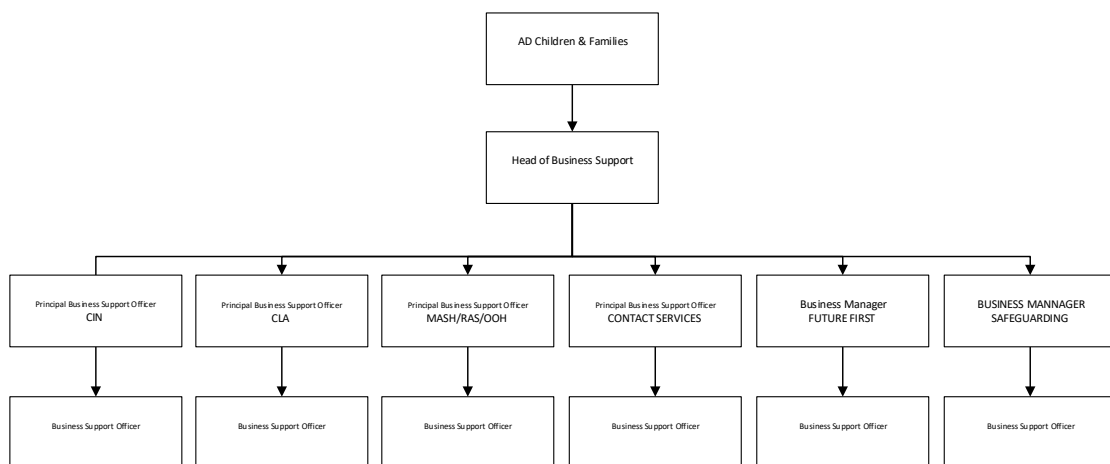 AD Children & Families
Head of Business Support
Principal Business Support Officer
CIN
Principal Business Support Officer
CLA
Principal Business Support Officer
MASH/RAS/OOH
Principal Business Support Officer
CONTACT SERVICES
Business Manager
FUTURE FIRST
BUSINESS MANNAGER
SAFEGUARDING
Business Support Officer
Business Support Officer
Business Support Officer
Business Support Officer
Business Support Officer
Business Support Officer